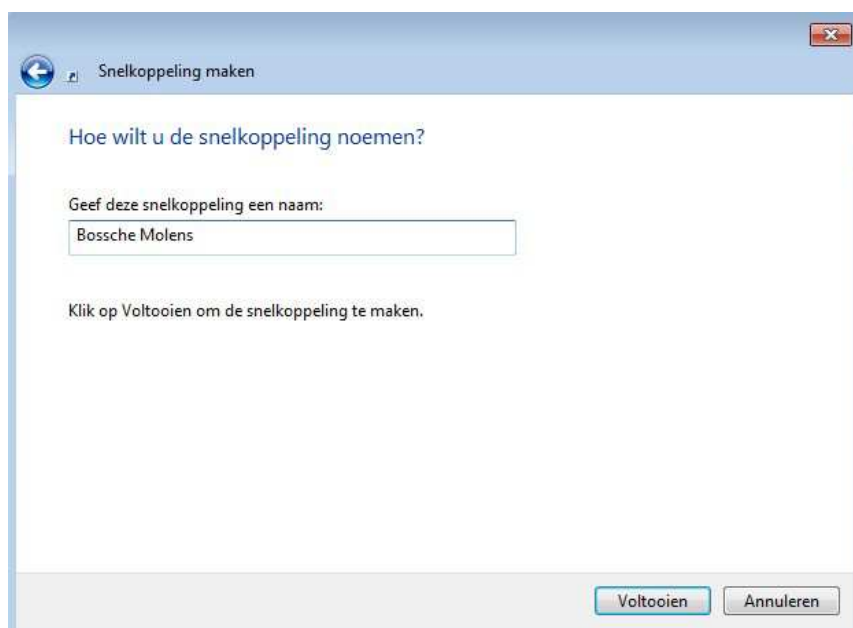 Snelkoppeling maken
Hoe wilt u de snelkoppeling noemen?
Geef deze snelkoppeling een naam:
Bossche Molens
Klik op Voltooien om de snelkoppeling te maken.
Voltooien Annuleren